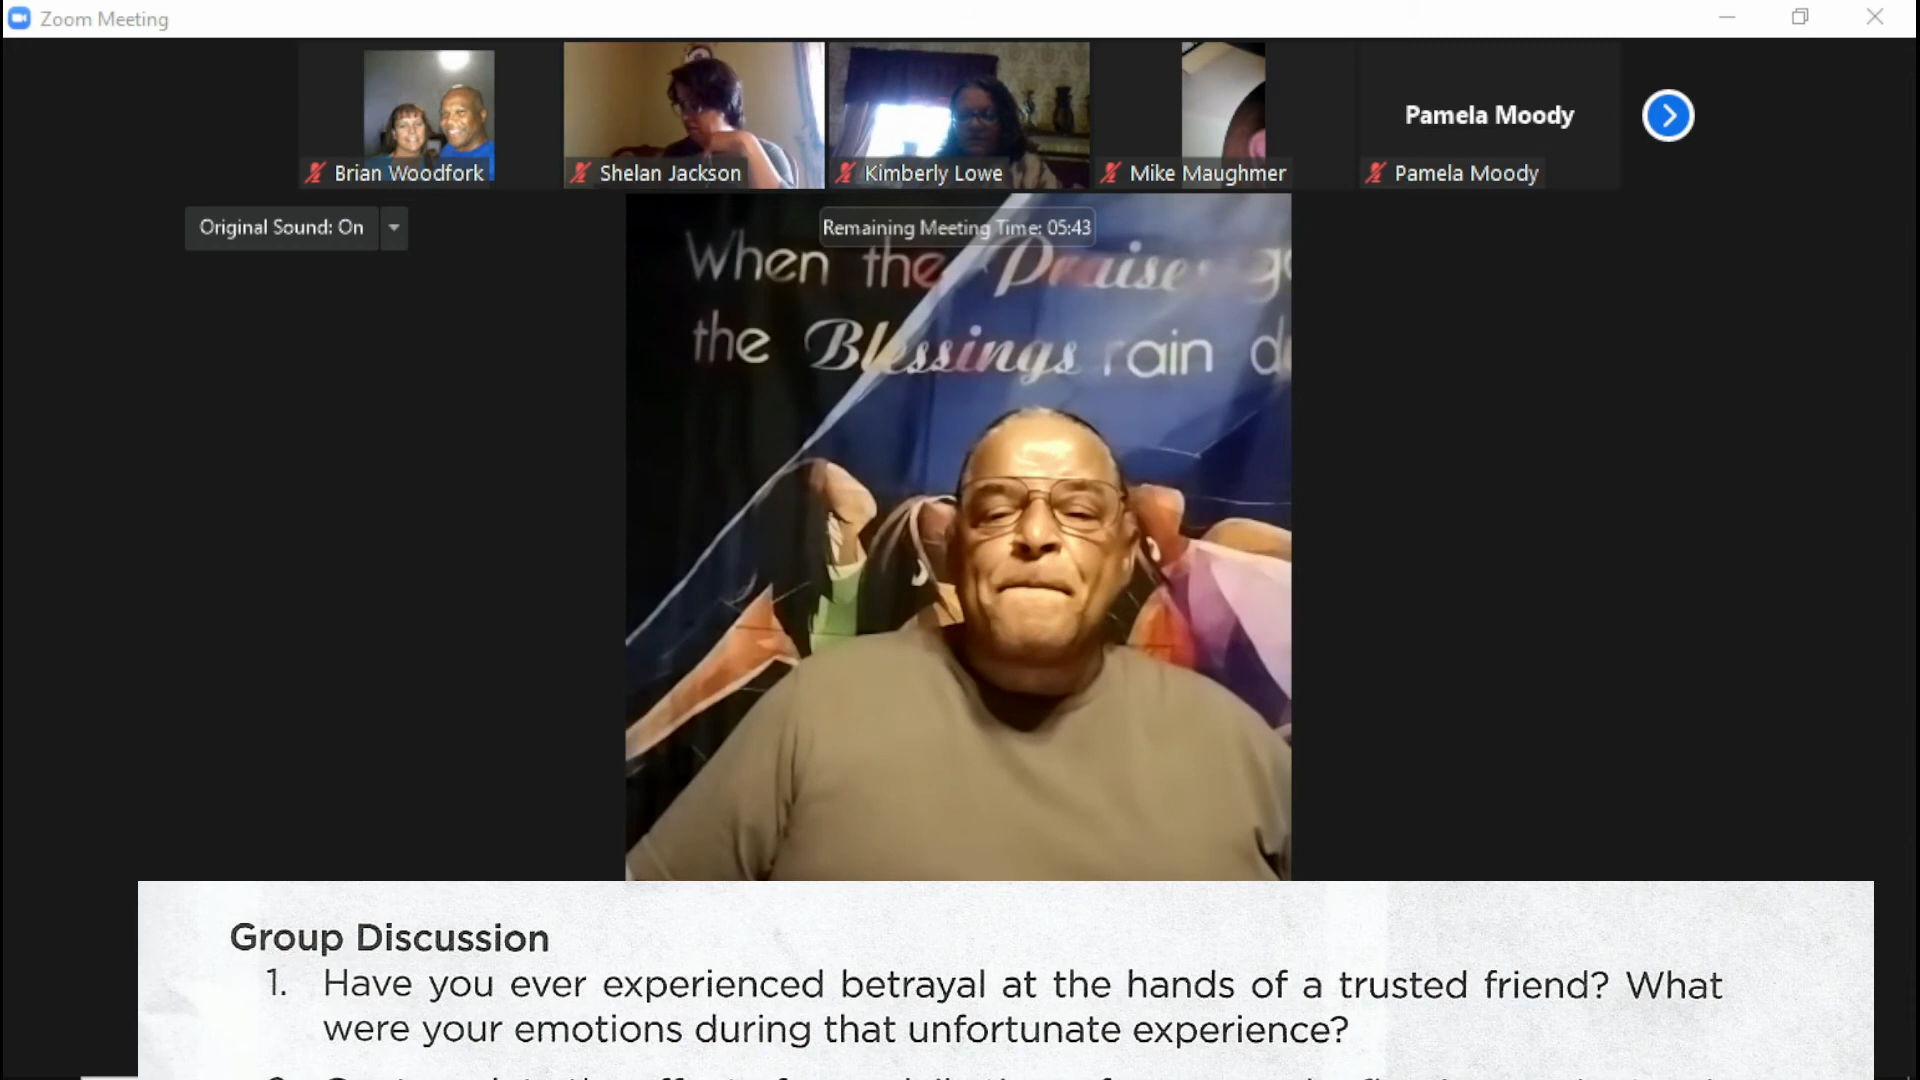 Zoom Meeting
Pamela Moody
Brian Woodfork
Shelan Jackson
Kimberly Lowe
Mike Maughmer
Pamela Moody
Original Sound: On
Remaining Meeting Time: 05:43
When the Praises
the Blessings rain
Group Discussion
1. Have you ever experienced betrayal at the hands of a trusted friend? What
were your emotions during that unfortunate experience?